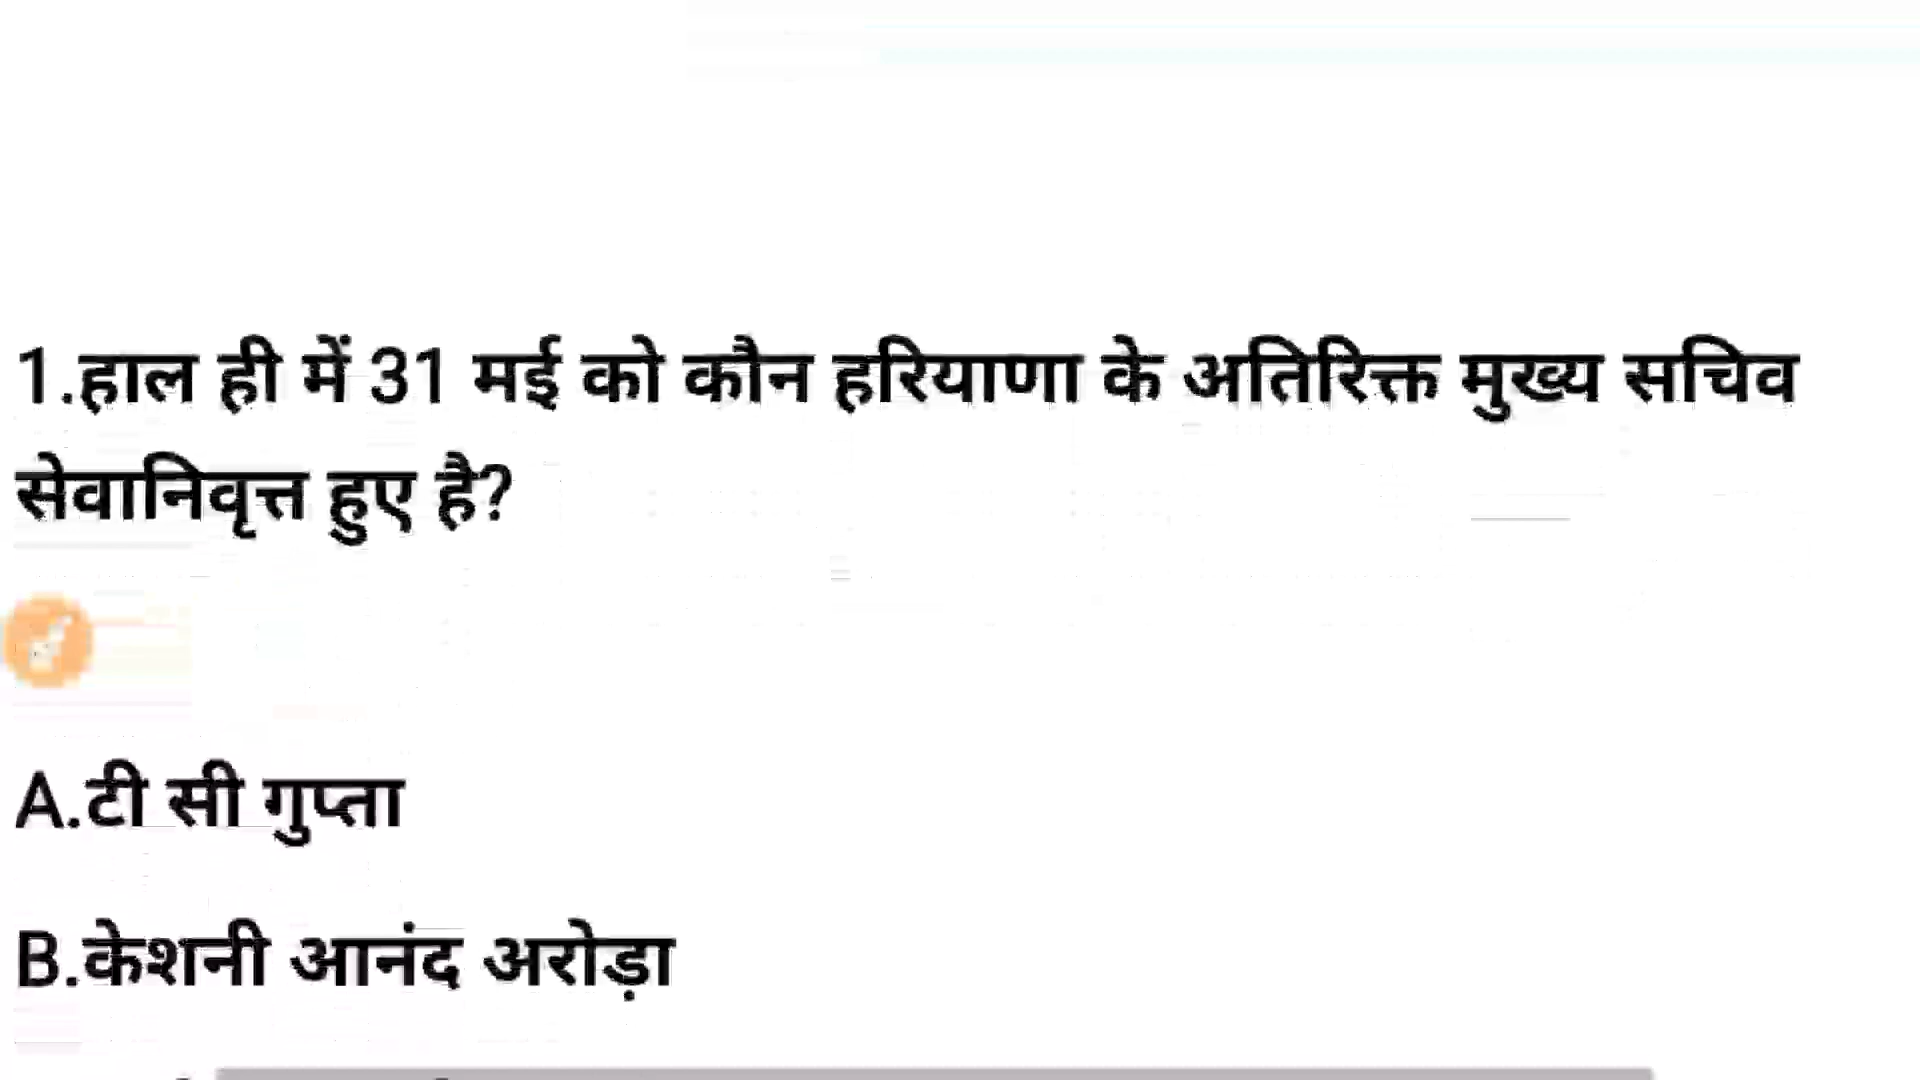 1.हाल ही में 31 मई को कौन हरियाणा के अतिरिक्त मुख्य सचिव
सेवानिवृत्त हुए है?
A.टी सी गुप्ता
B.केशनी आनंद अरोड़ा